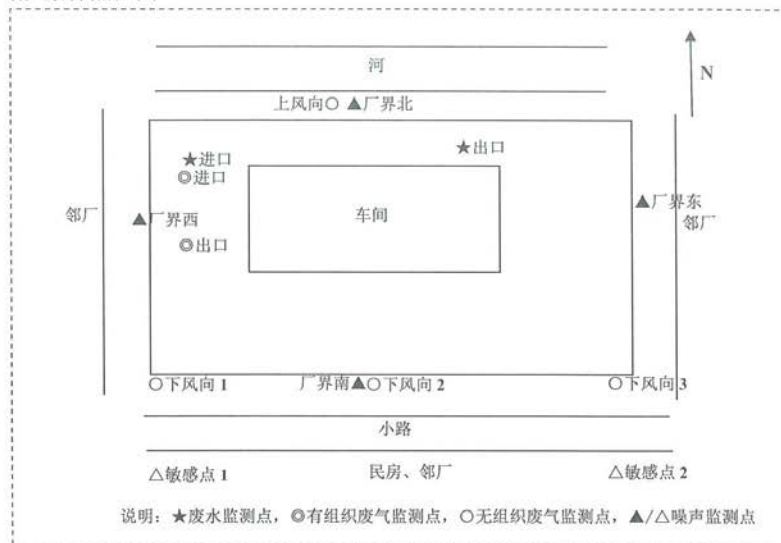 河
N
上风向○ ▲厂界北
★进口
★出口
◎进口
邻厂
▲厂界西
车间
▲厂界东
邻厂
◎出口
○下风向 1
厂界南▲○下风向 2
○下风向 3
小路
△敏感点 1
民房、邻厂
△敏感点 2
说明：★废水监测点，◎有组织废气监测点，○无组织废气监测点，▲/△噪声监测点